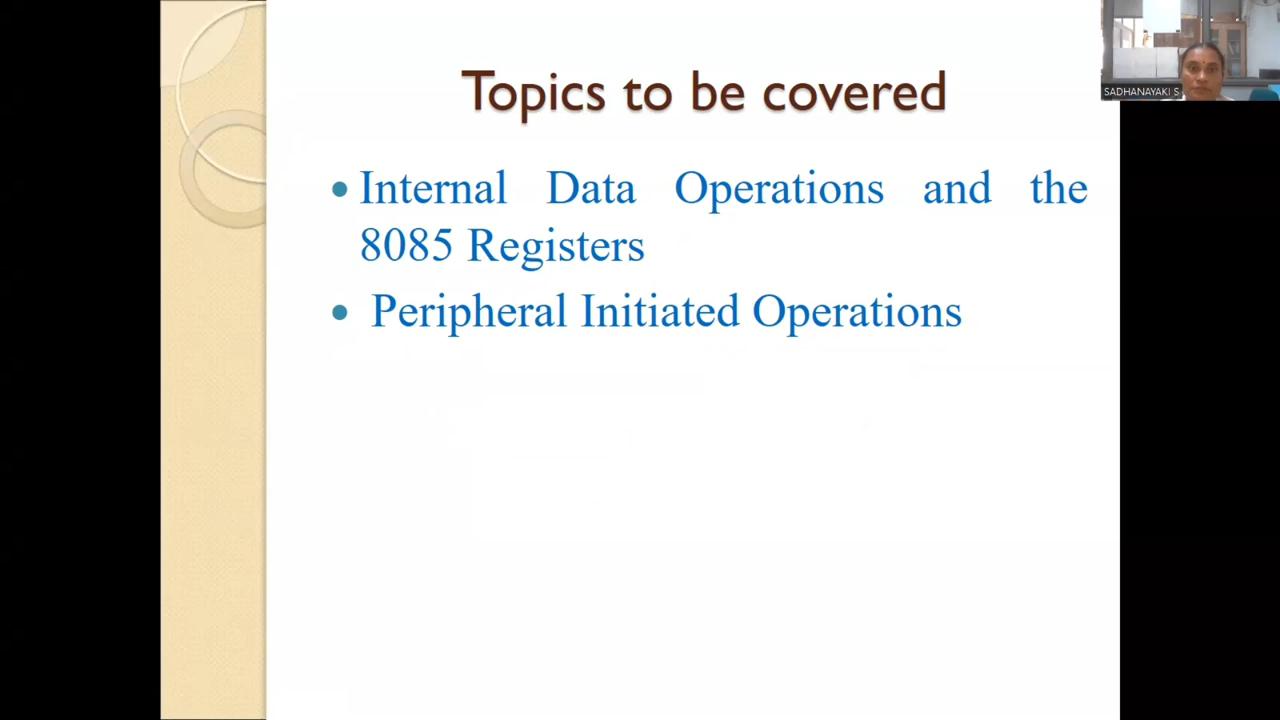 Topics to be covered
SADHANAYAKI S
• Internal Data Operations and the
8085 Registers
• Peripheral Initiated Operations